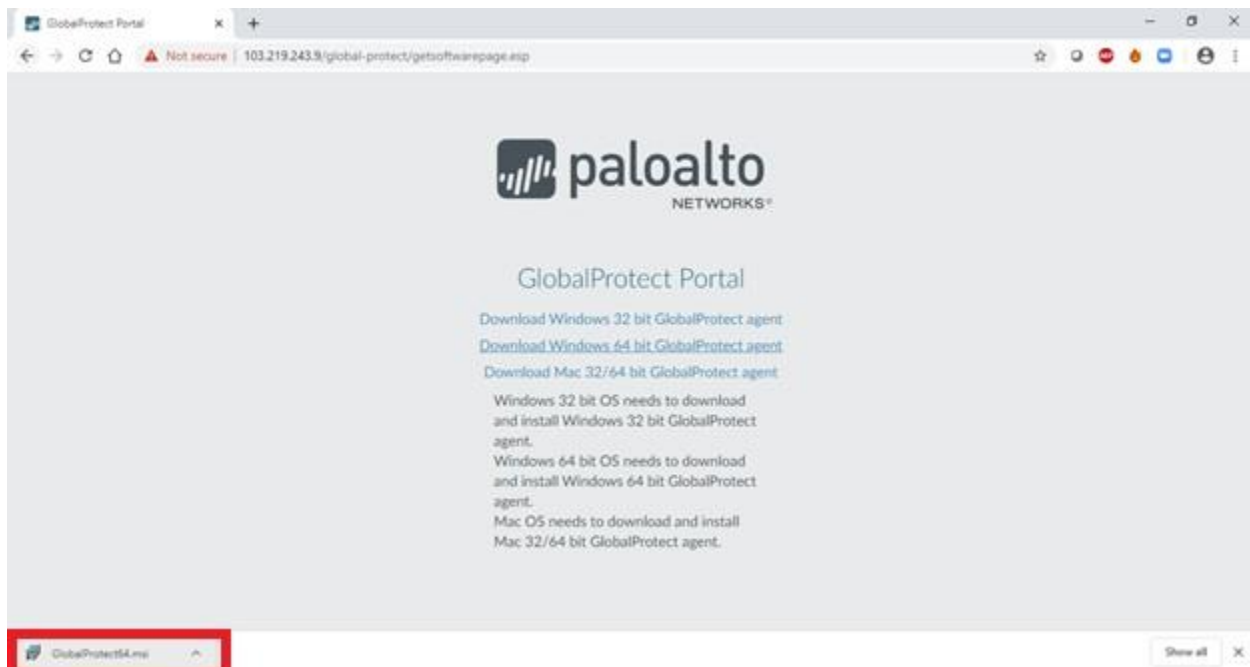 GlobalProtect Portal
Not secure | 103.219.243.9/global-protect/getsoftwarepage.esp
ABP
paloalto
NETWORKS®
GlobalProtect Portal
Download Windows 32 bit GlobalProtect agent
Download Windows 64 bit GlobalProtect agent
Download Mac 32/64 bit GlobalProtect agent
Windows 32 bit OS needs to download
and install Windows 32 bit GlobalProtect
agent.
Windows 64 bit OS needs to download
and install Windows 64 bit GlobalProtect
agent.
Mac OS needs to download and install
Mac 32/64 bit GlobalProtect agent.
GlobalProtect64.msi
Show all